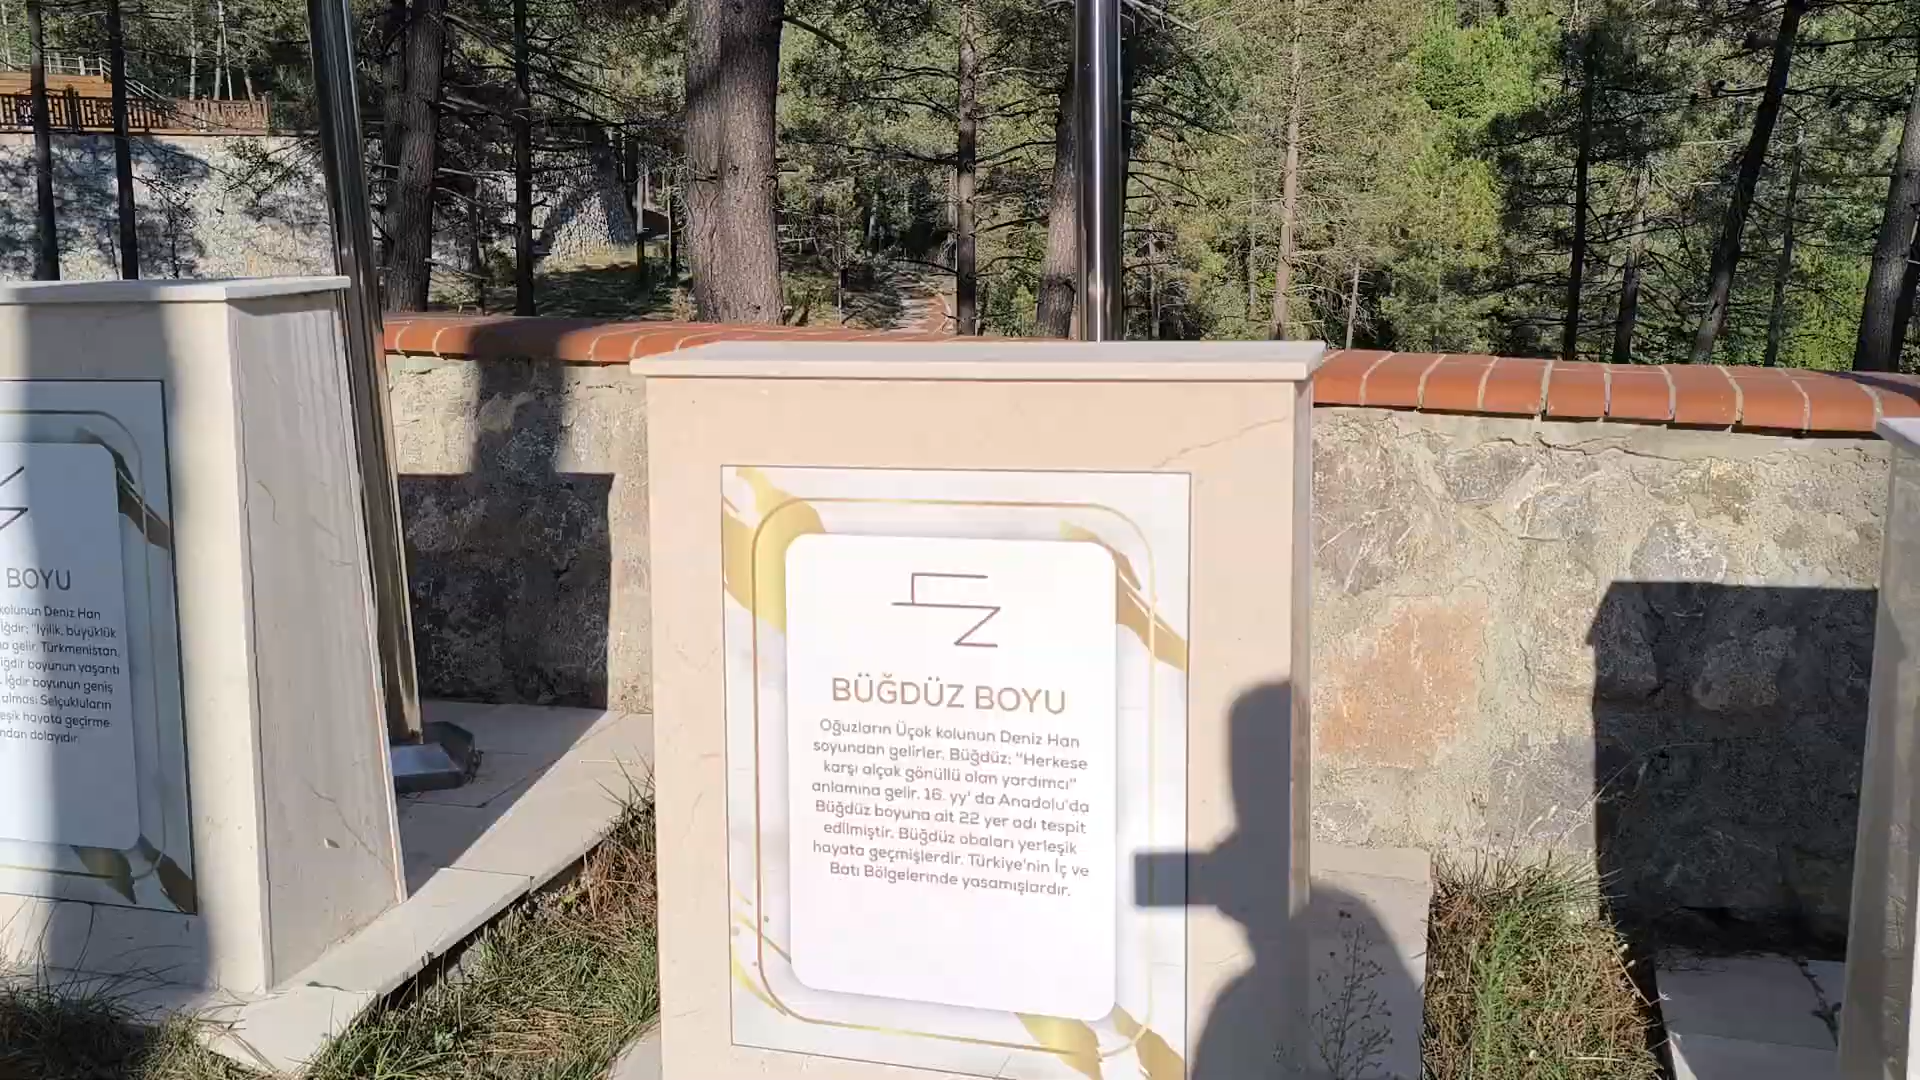 BOYU
kolunun Deniz Han
Iğdır: "İyilik, büyüklük
gelir. Türkmenistan,
Iğdir boyunun yaşantı
. Iğdır boyunun geniş
alması Selçukluların
hayata geçirme
dolayıdır.
BÜĞDÜZ BOYU
Oğuzların Üçok kolunun Deniz Han
soyundan gelirler. Büğdüz: "Herkese
karşı alçak gönüllü olan yardımcı"
anlamına gelir. 16. yy' da Anadolu'da
Büğdüz boyuna ait 22 yer adı tespit
edilmiştir. Büğdüz obaları yerleşik
hayata geçmişlerdir. Türkiye'nin İç ve
Batı Bölgelerinde yaşamışlardır.